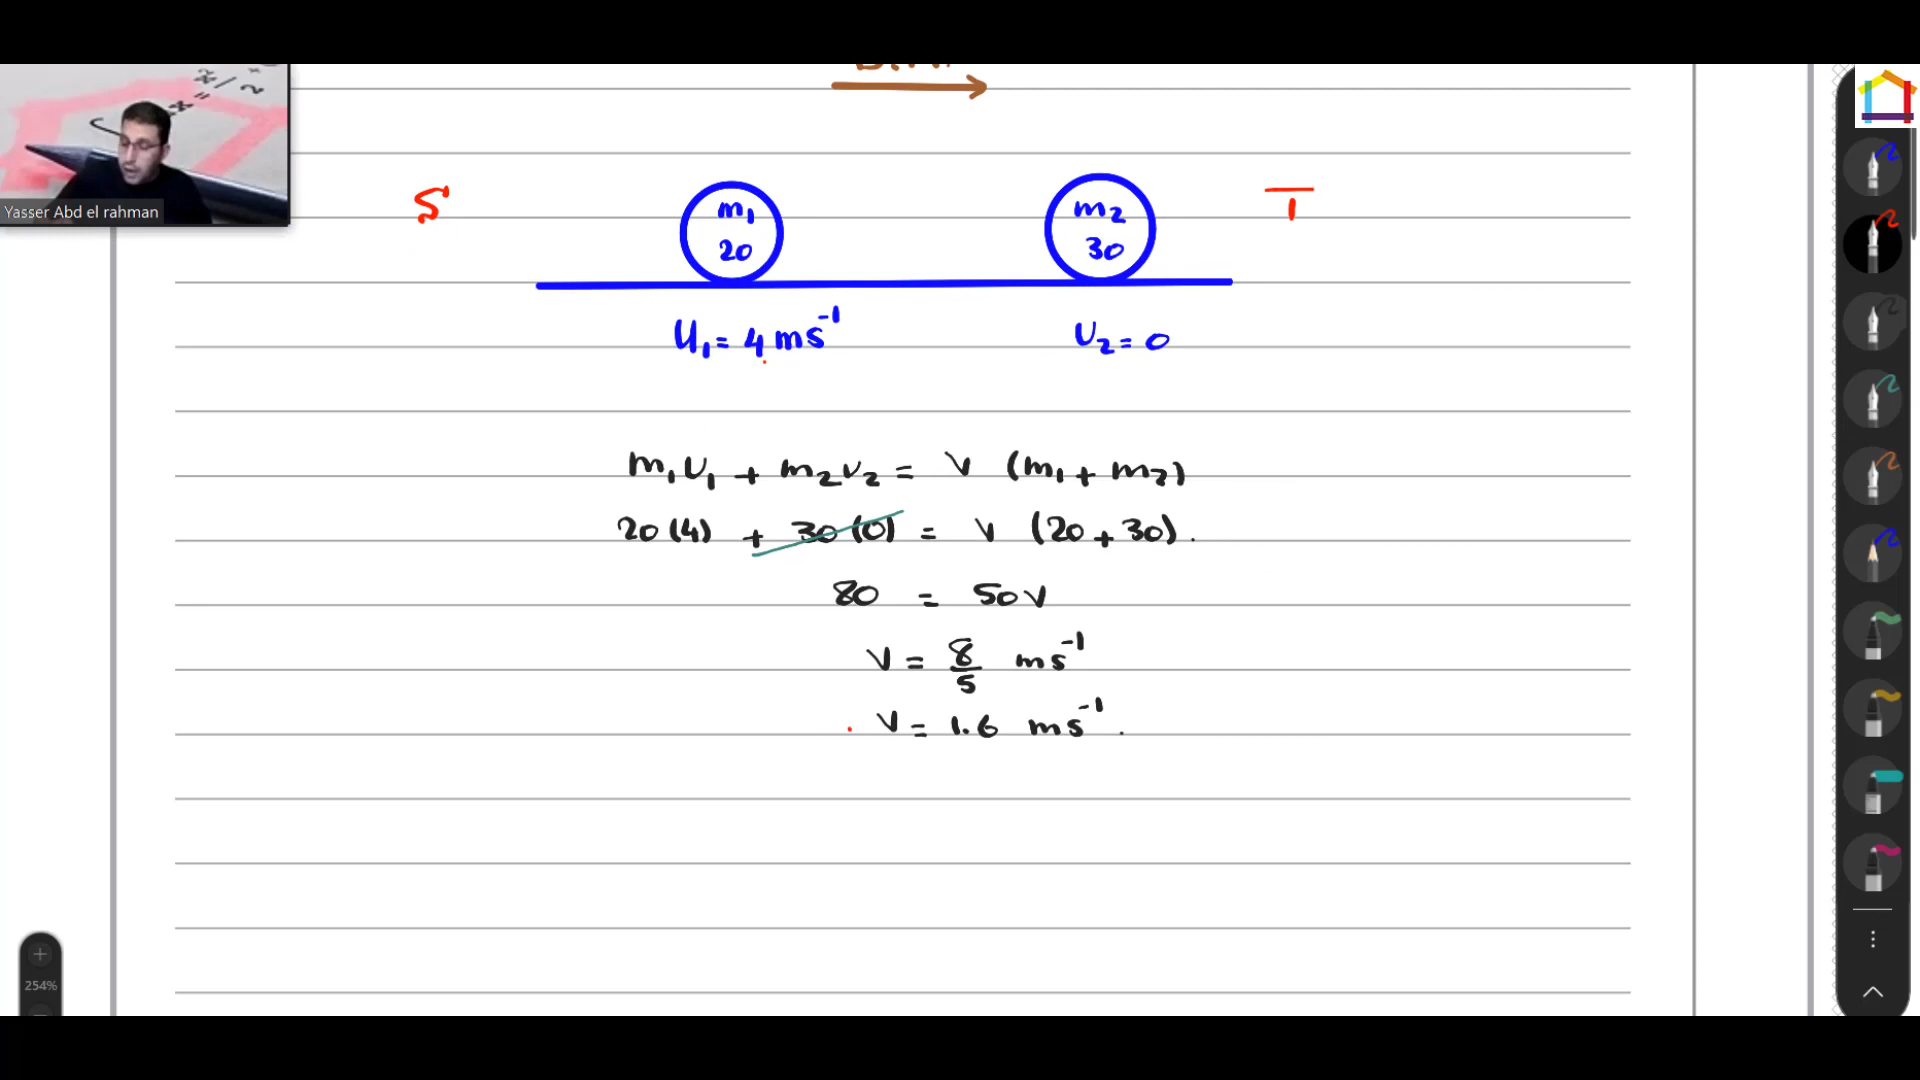 S
m₁
20
m₂
30
T
U₁ = 4 ms⁻¹
U₂ = 0
m₁U₁ + m₂U₂ = V (m₁ + m₂)
20(4) + 30(0) = V (20 + 30).
80 = 50V
V = 8/5 ms⁻¹
V = 1.6 ms⁻¹.
Yasser Abd el rahman
254%